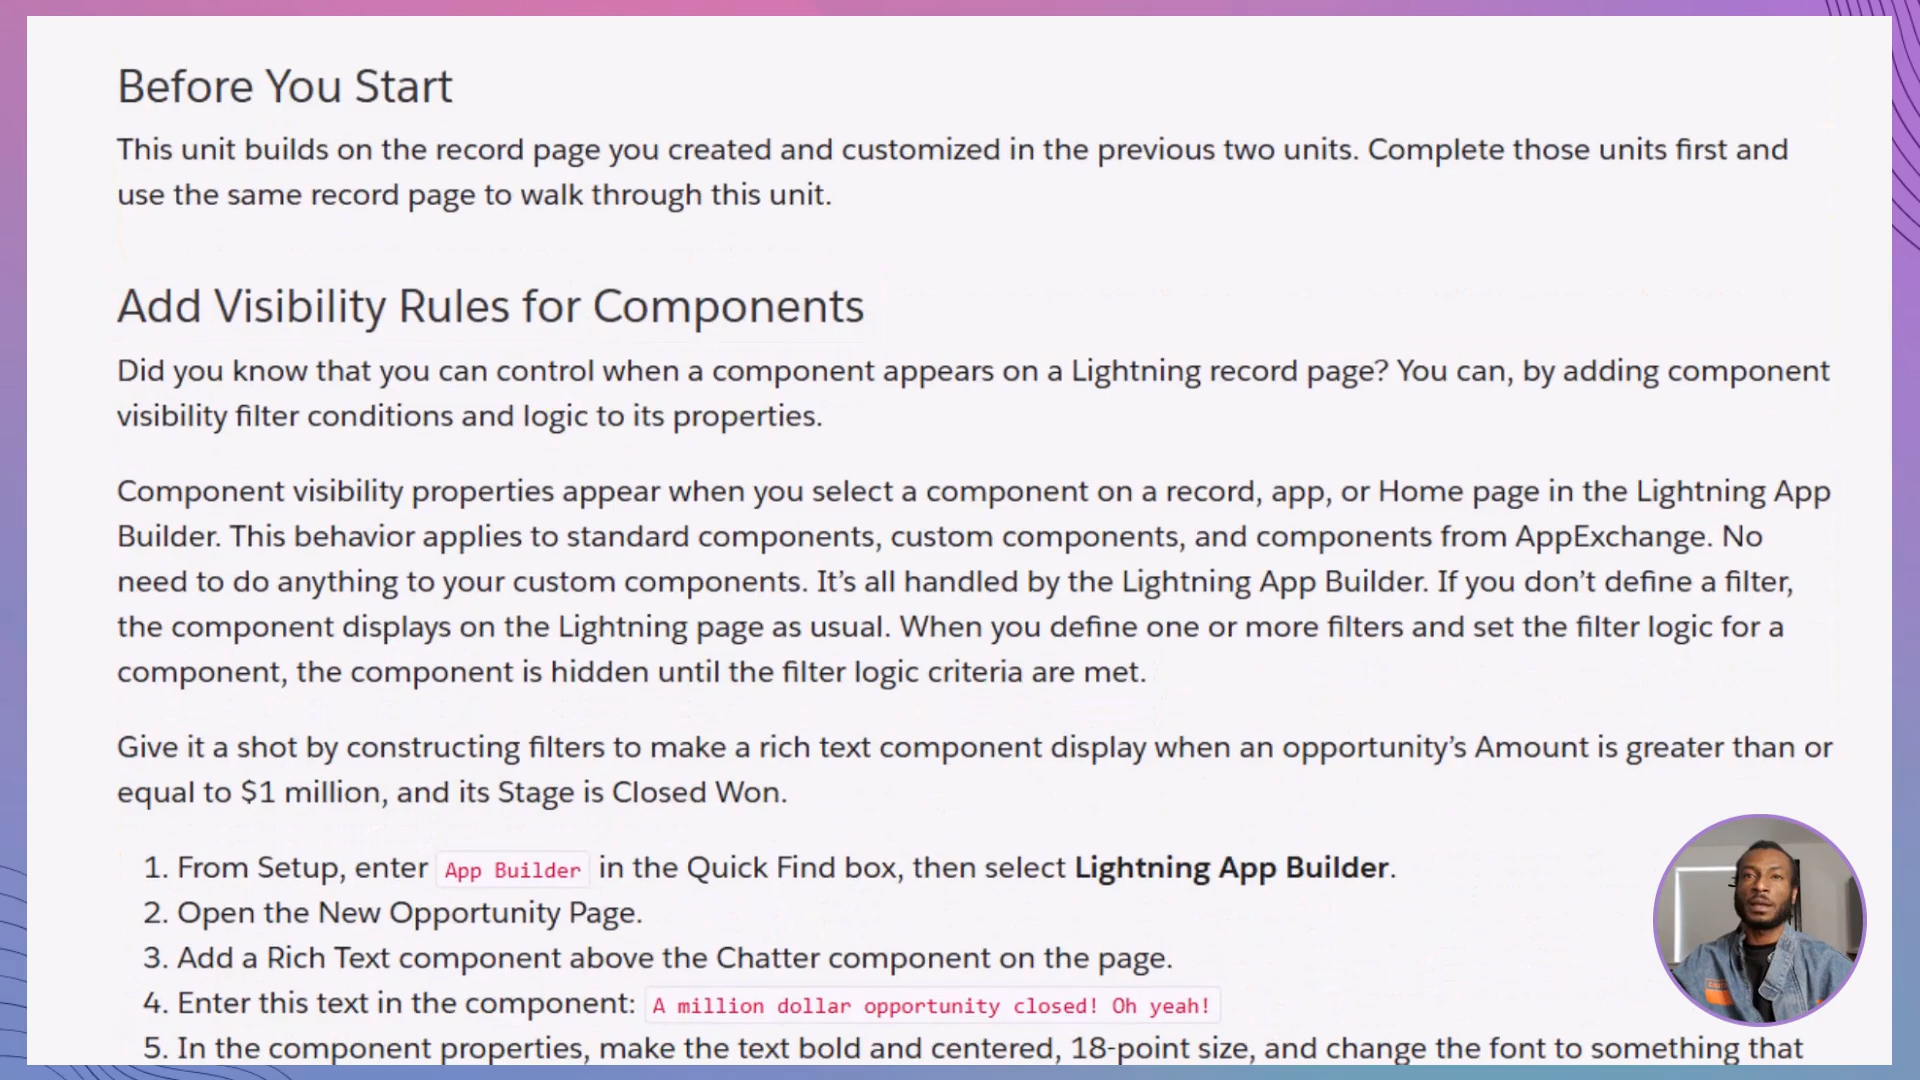 Before You Start
This unit builds on the record page you created and customized in the previous two units. Complete those units first and
use the same record page to walk through this unit.
Add Visibility Rules for Components
Did you know that you can control when a component appears on a Lightning record page? You can, by adding component
visibility filter conditions and logic to its properties.
Component visibility properties appear when you select a component on a record, app, or Home page in the Lightning App
Builder. This behavior applies to standard components, custom components, and components from AppExchange. No
need to do anything to your custom components. It’s all handled by the Lightning App Builder. If you don’t define a filter,
the component displays on the Lightning page as usual. When you define one or more filters and set the filter logic for a
component, the component is hidden until the filter logic criteria are met.
Give it a shot by constructing filters to make a rich text component display when an opportunity’s Amount is greater than or
equal to $1 million, and its Stage is Closed Won.
1. From Setup, enter App Builder in the Quick Find box, then select Lightning App Builder.
2. Open the New Opportunity Page.
3. Add a Rich Text component above the Chatter component on the page.
4. Enter this text in the component: A million dollar opportunity closed! Oh yeah!
5. In the component properties, make the text bold and centered, 18-point size, and change the font to something that